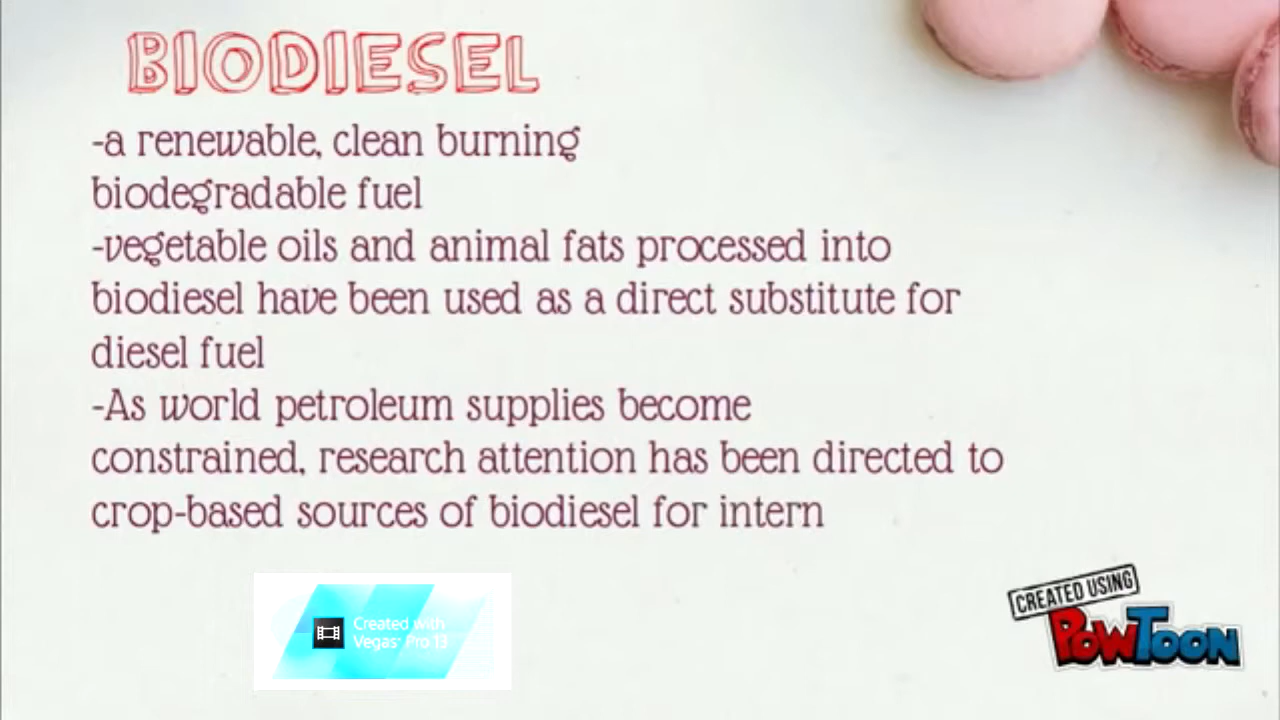 BIODIESEL
-a renewable, clean burning
biodegradable fuel
-vegetable oils and animal fats processed into
biodiesel have been used as a direct substitute for
diesel fuel
-As world petroleum supplies become
constrained, research attention has been directed to
crop-based sources of biodiesel for intern
CREATED USING
POWTOON
Created with
Vegas® Pro 13